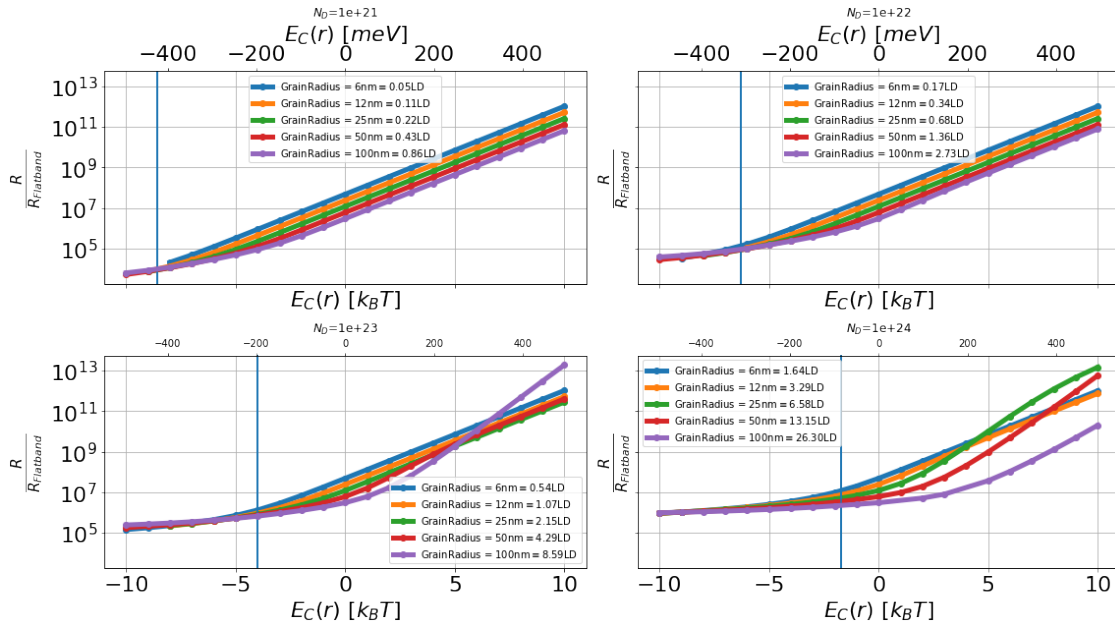 N_D=1e+21
E_C(r) [meV]
−400 −200 0 200 400
10^13
10^11
10^9
10^7
10^5
R
R_Flatband
GrainRadius = 6nm ≡ 0.05LD
GrainRadius = 12nm ≡ 0.11LD
GrainRadius = 25nm ≡ 0.22LD
GrainRadius = 50nm ≡ 0.43LD
GrainRadius = 100nm ≡ 0.86LD
E_C(r) [k_BT]
N_D=1e+22
E_C(r) [meV]
−400 −200 0 200 400
R
R_Flatband
GrainRadius = 6nm ≡ 0.17LD
GrainRadius = 12nm ≡ 0.34LD
GrainRadius = 25nm ≡ 0.68LD
GrainRadius = 50nm ≡ 1.36LD
GrainRadius = 100nm ≡ 2.73LD
E_C(r) [k_BT]
N_D=1e+23
−400 −200 0 200 400
10^13
10^11
10^9
10^7
10^5
R
R_Flatband
GrainRadius = 6nm ≡ 0.54LD
GrainRadius = 12nm ≡ 1.07LD
GrainRadius = 25nm ≡ 2.15LD
GrainRadius = 50nm ≡ 4.29LD
GrainRadius = 100nm ≡ 8.59LD
−10 −5 0 5 10
E_C(r) [k_BT]
N_D=1e+24
−400 −200 0 200 400
R
R_Flatband
GrainRadius = 6nm ≡ 1.64LD
GrainRadius = 12nm ≡ 3.29LD
GrainRadius = 25nm ≡ 6.58LD
GrainRadius = 50nm ≡ 13.15LD
GrainRadius = 100nm ≡ 26.30LD
−10 −5 0 5 10
E_C(r) [k_BT]